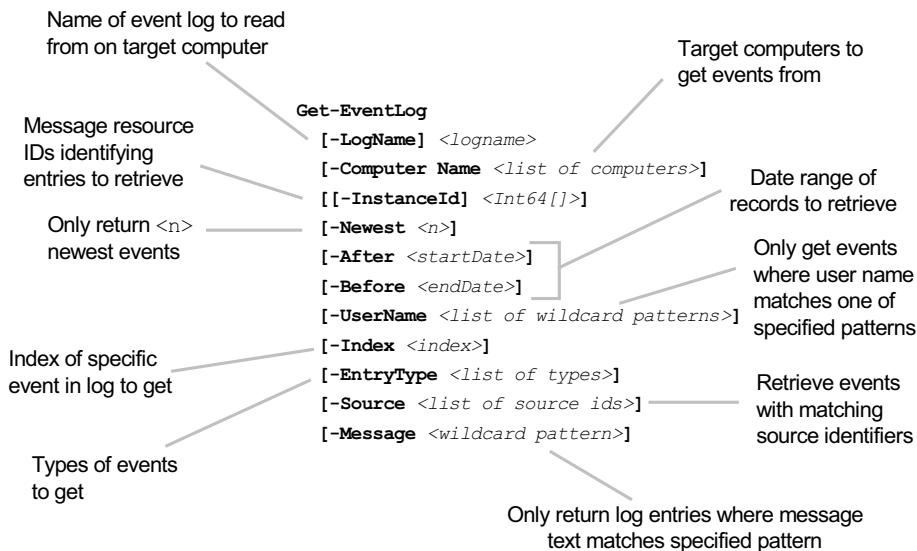 Name of event log to read
from on target computer
Target computers to
get events from
Get-EventLog
[-LogName] <logname>
Message resource
IDs identifying
entries to retrieve
[-Computer Name <list of computers>]
[[-InstanceId] <Int64[]>]
Date range of
records to retrieve
Only return <n>
newest events
[-Newest <n>]
[-After <startDate>]
[-Before <endDate>]
Only get events
where user name
matches one of
specified patterns
[-UserName <list of wildcard patterns>]
Index of specific
event in log to get
[-Index <index>]
[-EntryType <list of types>]
[-Source <list of source ids>]
Retrieve events
with matching
source identifiers
[-Message <wildcard pattern>]
Types of events
to get
Only return log entries where message
text matches specified pattern